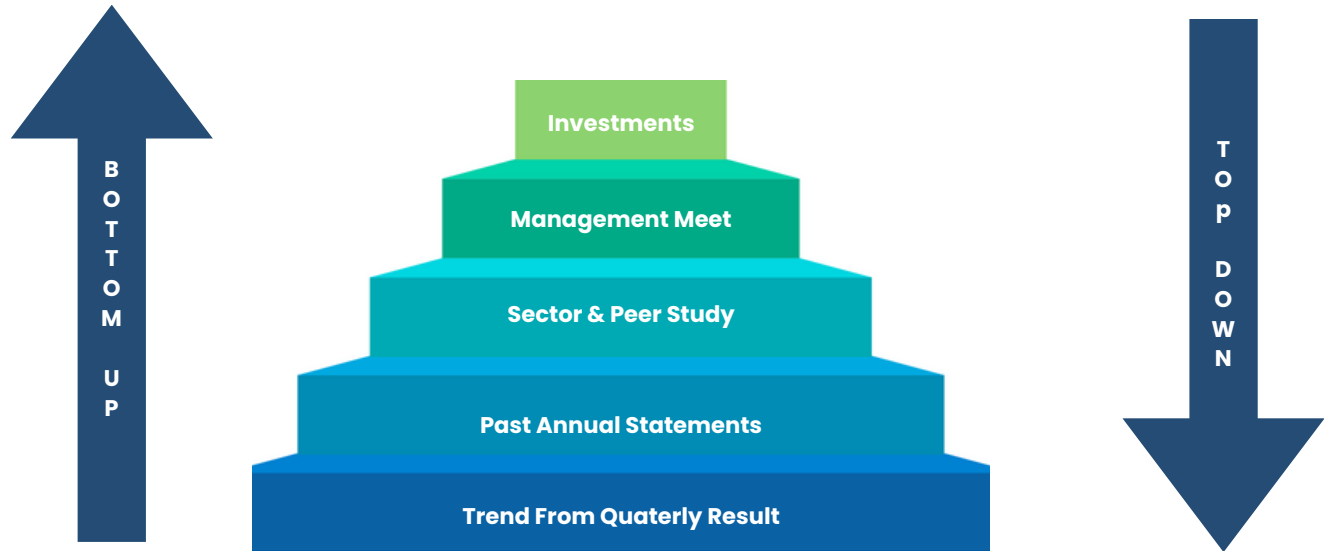 BOTTOM UP
Investments
Management Meet
Sector & Peer Study
Past Annual Statements
Trend From Quaterly Result
TOp DOWN